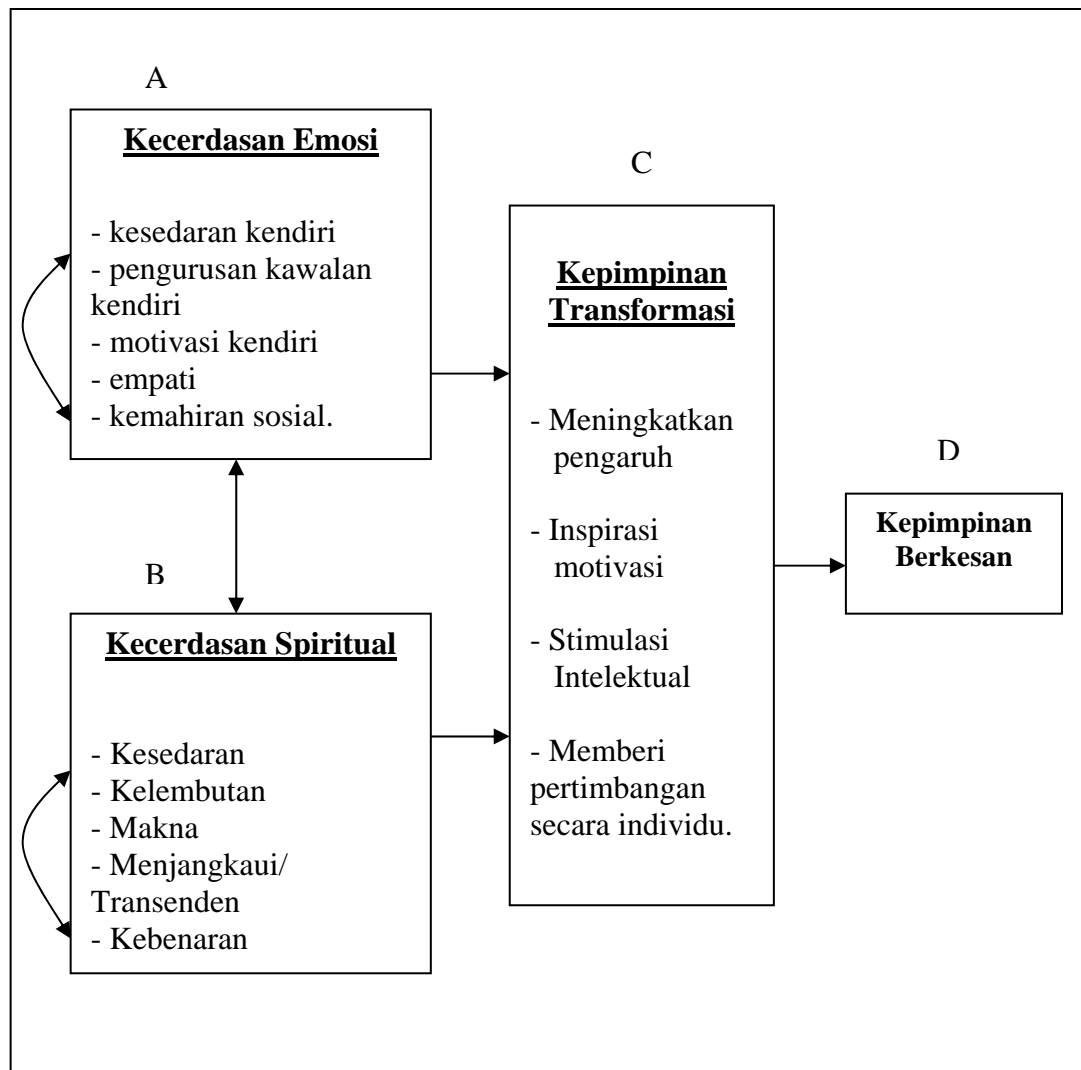 A
Kecerdasan Emosi
- kesedaran kendiri
- pengurusan kawalan
kendiri
- motivasi kendiri
- empati
- kemahiran sosial.
B
Kecerdasan Spiritual
- Kesedaran
- Kelembutan
- Makna
- Menjangkaui/
Transenden
- Kebenaran
C
Kepimpinan
Transformasi
- Meningkatkan
pengaruh
- Inspirasi
motivasi
- Stimulasi
Intelektual
- Memberi
pertimbangan
secara individu.
D
Kepimpinan
Berkesan